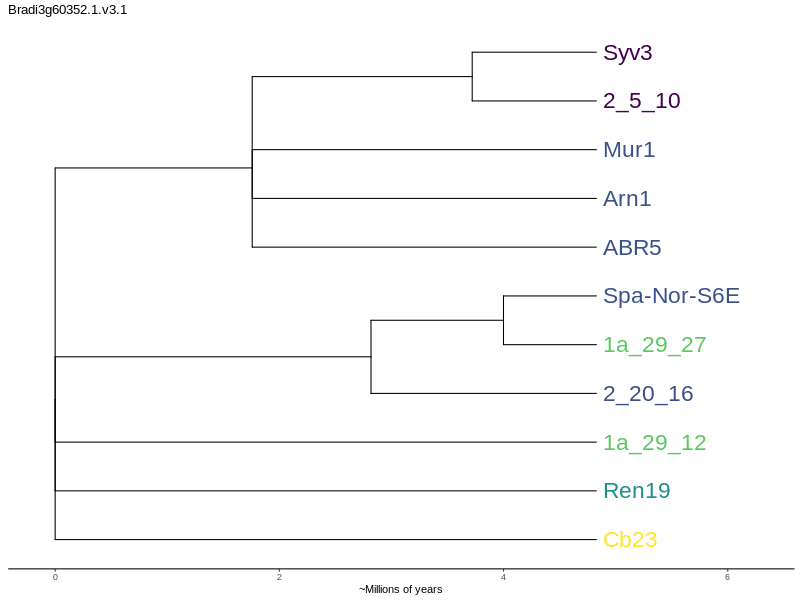 Bradi3g60352.1.v3.1
Syv3
2_5_10
Mur1
Arn1
ABR5
Spa-Nor-S6E
1a_29_27
2_20_16
1a_29_12
Ren19
Cb23
0 2 4 6
~Millions of years